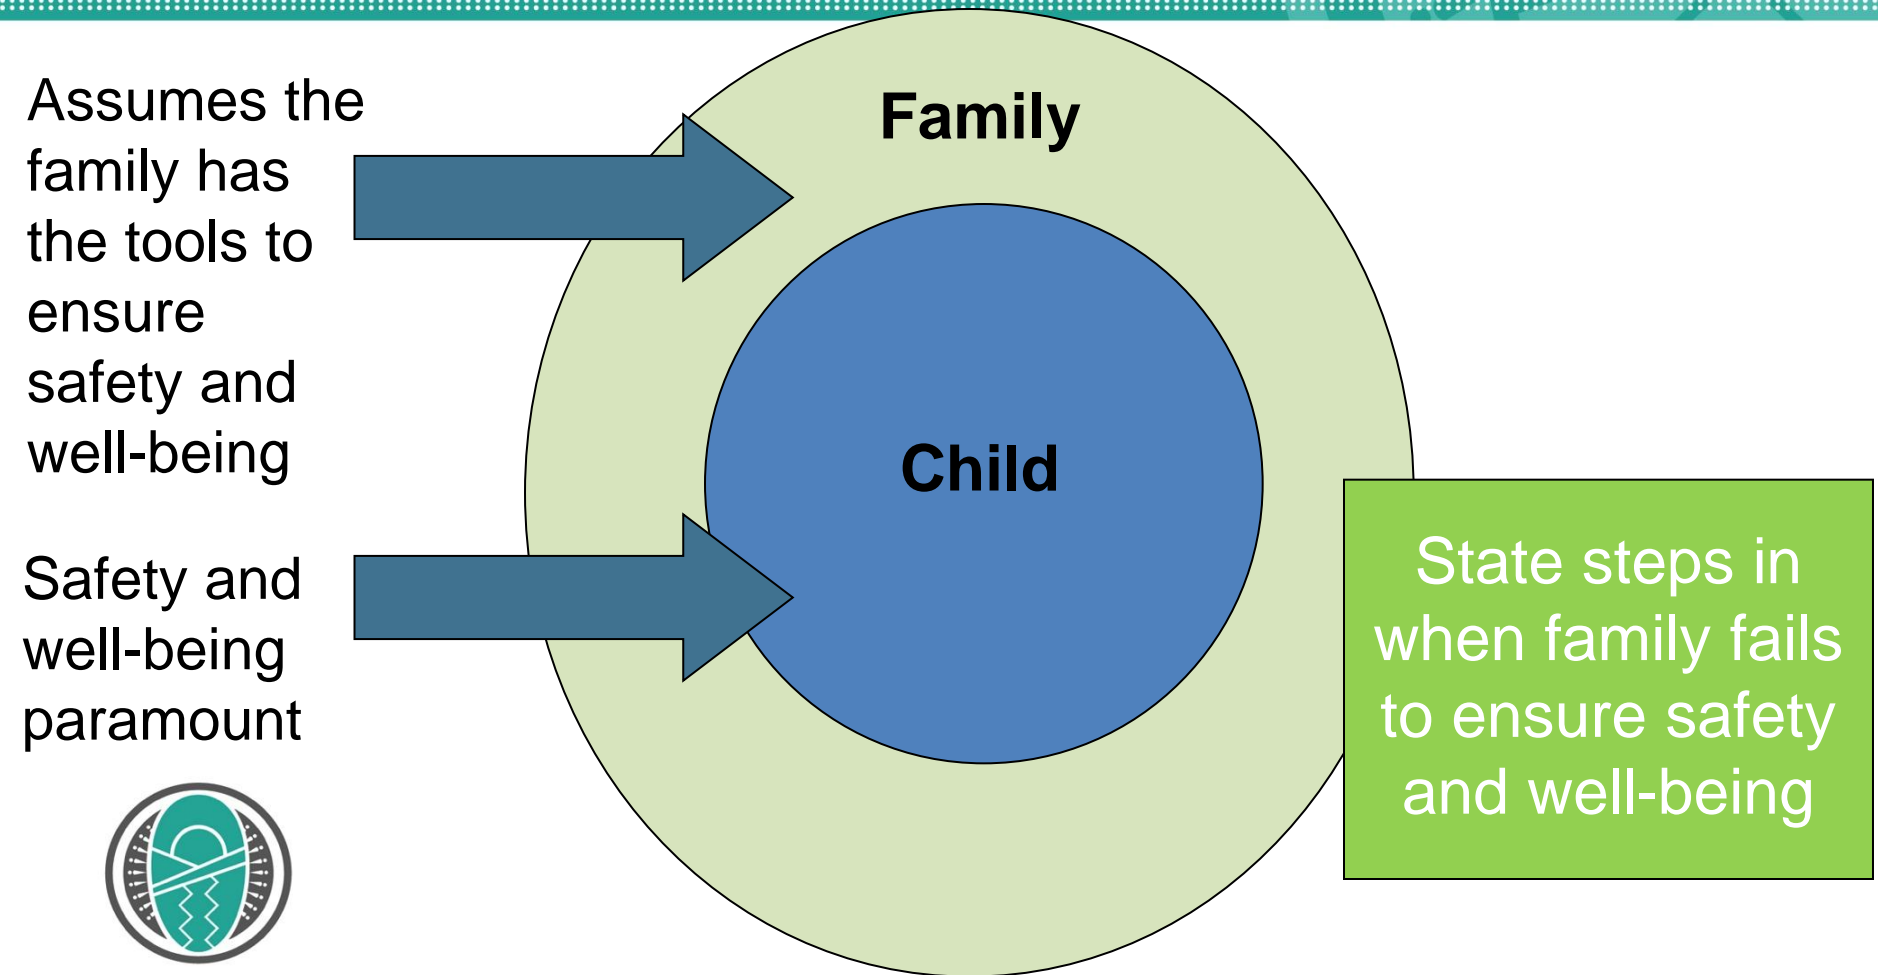 Assumes the
family has
the tools to
ensure
safety and
well-being
Safety and
well-being
paramount
Family
Child
State steps in
when family fails
to ensure safety
and well-being